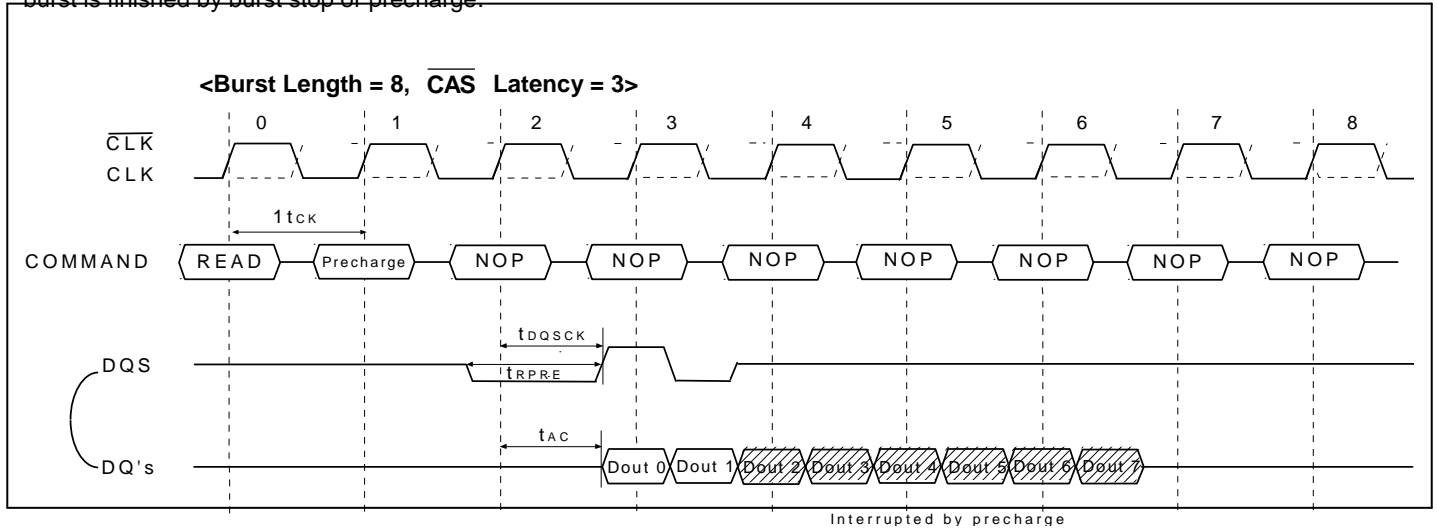 burst is finished by burst stop or precharge.
<Burst Length = 8, CAS Latency = 3>
0 1 2 3 4 5 6 7 8
CLK
CLK
1tCK
COMMAND READ Precharge NOP NOP NOP NOP NOP NOP NOP
tDQSCK
DQS
tRPRE
tAC
DQ's Dout 0 Dout 1 Dout 2 Dout 3 Dout 4 Dout 5 Dout 6 Dout 7
Interrupted by precharge